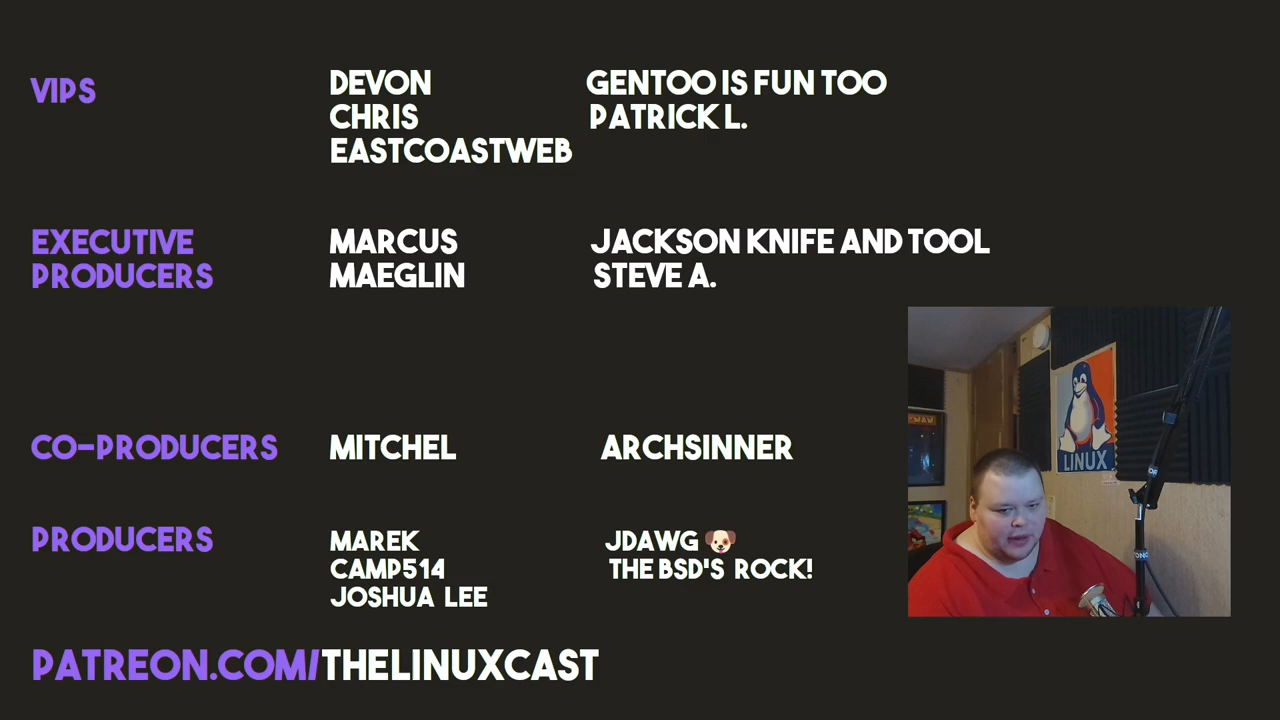 VIPS
DEVON GENTOO IS FUN TOO
CHRIS PATRICK L.
EASTCOASTWEB
EXECUTIVE PRODUCERS
MARCUS JACKSON KNIFE AND TOOL
MAEGLIN STEVE A.
CO-PRODUCERS MITCHEL ARCHSINNER
PRODUCERS
MAREK JDAWG 🐶
CAMP514 THE BSD'S ROCK!
JOSHUA LEE
LINUX
PATREON.COM/THELINUXCAST